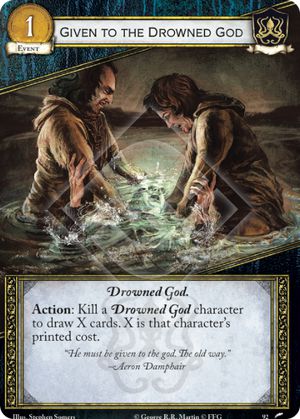 1
Event
Given to the Drowned God
Drowned God.
Action: Kill a Drowned God character
to draw X cards. X is that character's
printed cost.
"He must be given to the god. The old way."
–Aeron Damphair
Illus. Stephen Somers
© George R.R. Martin © FFG
92